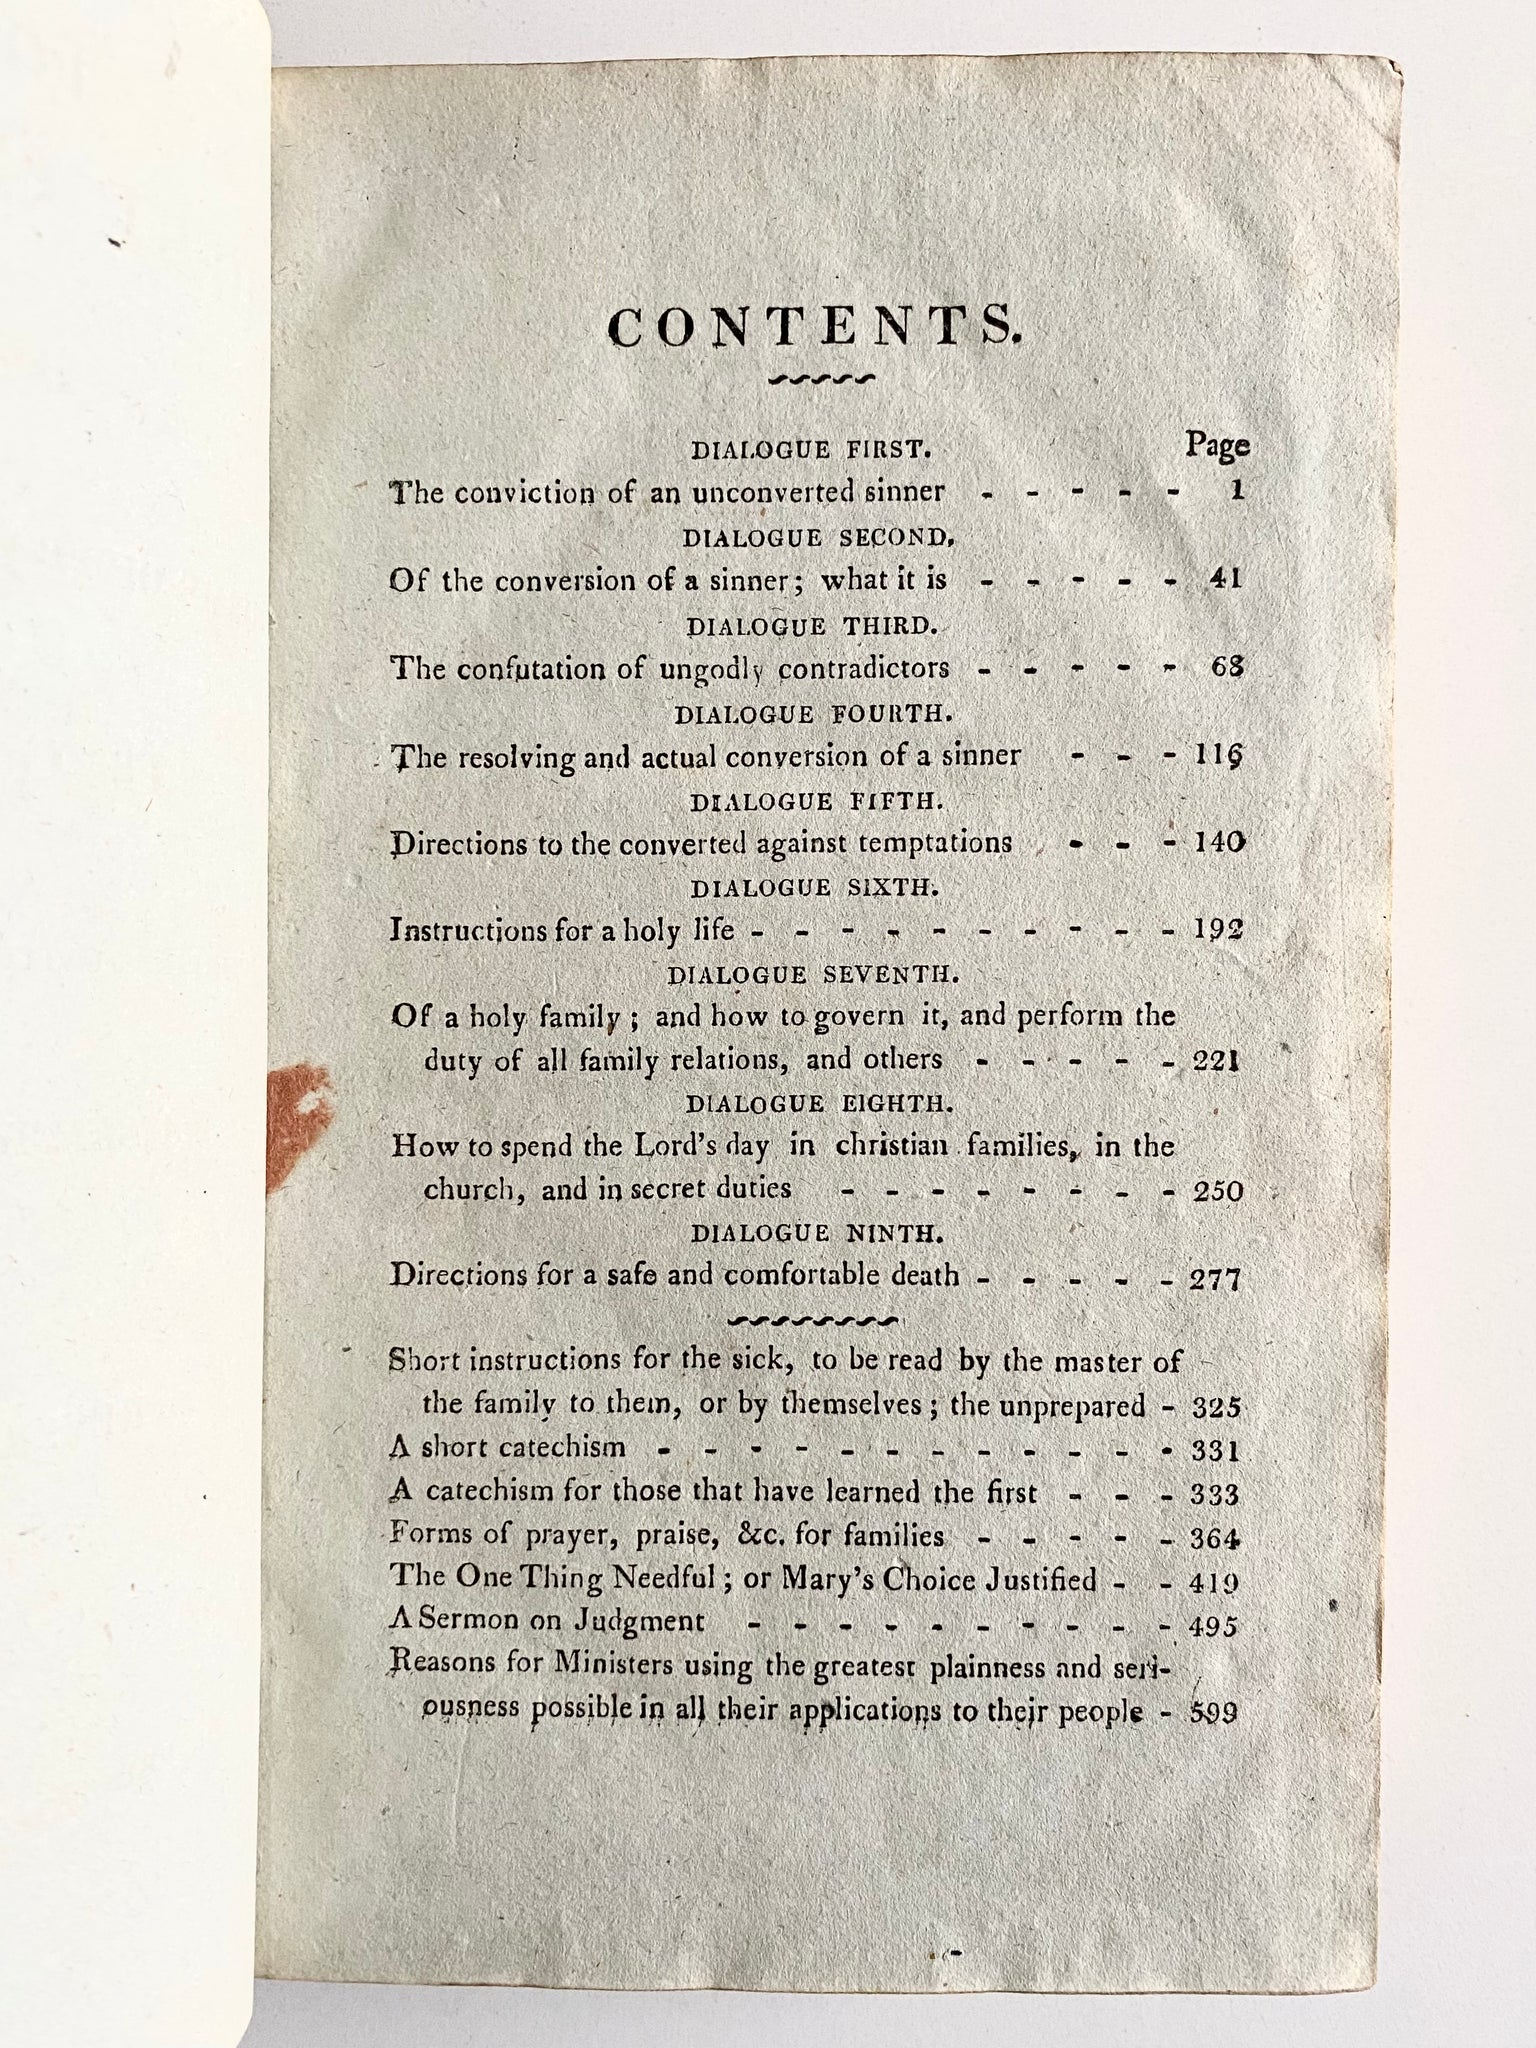 CONTENTS.
DIALOGUE FIRST. Page
The conviction of an unconverted sinner - - - - - 1
DIALOGUE SECOND.
Of the conversion of a sinner; what it is - - - - - 41
DIALOGUE THIRD.
The confutation of ungodly contradictors - - - - - 68
DIALOGUE FOURTH.
The resolving and actual conversion of a sinner - - - 116
DIALOGUE FIFTH.
Directions to the converted against temptations - - - 140
DIALOGUE SIXTH.
Instructions for a holy life - - - - - - - - - - 192
DIALOGUE SEVENTH.
Of a holy family; and how to govern it, and perform the
duty of all family relations, and others - - - - - 221
DIALOGUE EIGHTH.
How to spend the Lord's day in christian families, in the
church, and in secret duties - - - - - - - - 250
DIALOGUE NINTH.
Directions for a safe and comfortable death - - - - - 277
Short instructions for the sick, to be read by the master of
the family to them, or by themselves; the unprepared - 325
A short catechism - - - - - - - - - - - - 331
A catechism for those that have learned the first - - - 333
Forms of prayer, praise, &c. for families - - - - - 364
The One Thing Needful; or Mary's Choice Justified - - 419
A Sermon on Judgment - - - - - - - - - - 495
Reasons for Ministers using the greatest plainness and seri-
ousness possible in all their applications to their people - 599